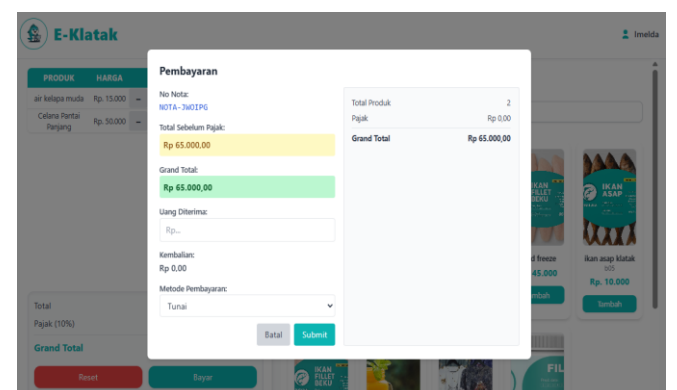 E-Klatak
Imelda
PRODUK HARGA
air kelapa muda Rp. 15.000 −
Celana Pantai Panjang Rp. 50.000 −
Total
Pajak (10%)
Grand Total
Reset Bayar
Pembayaran
No Nota:
NOTA-JWOIPG
Total Sebelum Pajak:
Rp 65.000,00
Grand Total:
Rp 65.000,00
Uang Diterima:
Rp...
Kembalian:
Rp 0,00
Metode Pembayaran:
Tunai
Batal Submit
Total Produk 2
Pajak Rp 0,00
Grand Total Rp 65.000,00
IKAN
FILLET
BEKU
d freeze
45.000
mbah
IKAN
ASAP
ikan asap klatak
Rp. 10.000
Tambah
IKAN
FILLET
BEKU
FIL